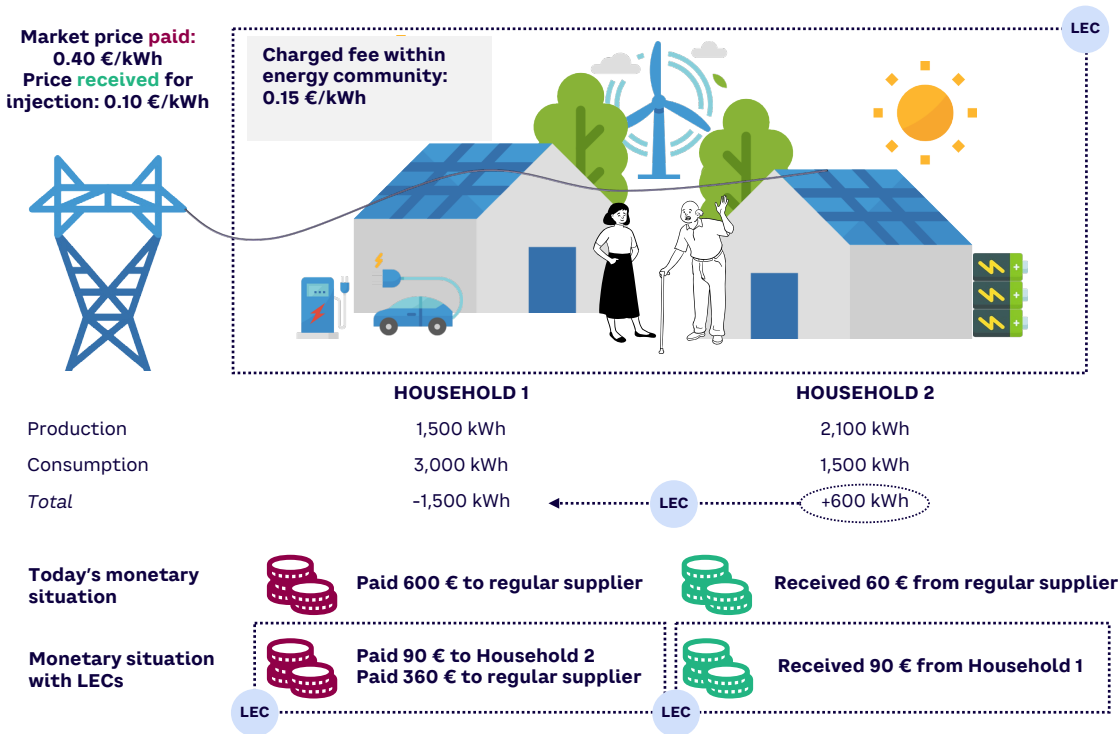 Market price paid:
0.40 €/kWh
Price received for
injection: 0.10 €/kWh
Charged fee within
energy community:
0.15 €/kWh
LEC
HOUSEHOLD 1 HOUSEHOLD 2
Production 1,500 kWh 2,100 kWh
Consumption 3,000 kWh 1,500 kWh
Total -1,500 kWh LEC +600 kWh
Today's monetary
situation
Paid 600 € to regular supplier
Received 60 € from regular supplier
Monetary situation
with LECs
Paid 90 € to Household 2
Paid 360 € to regular supplier
Received 90 € from Household 1
LEC LEC